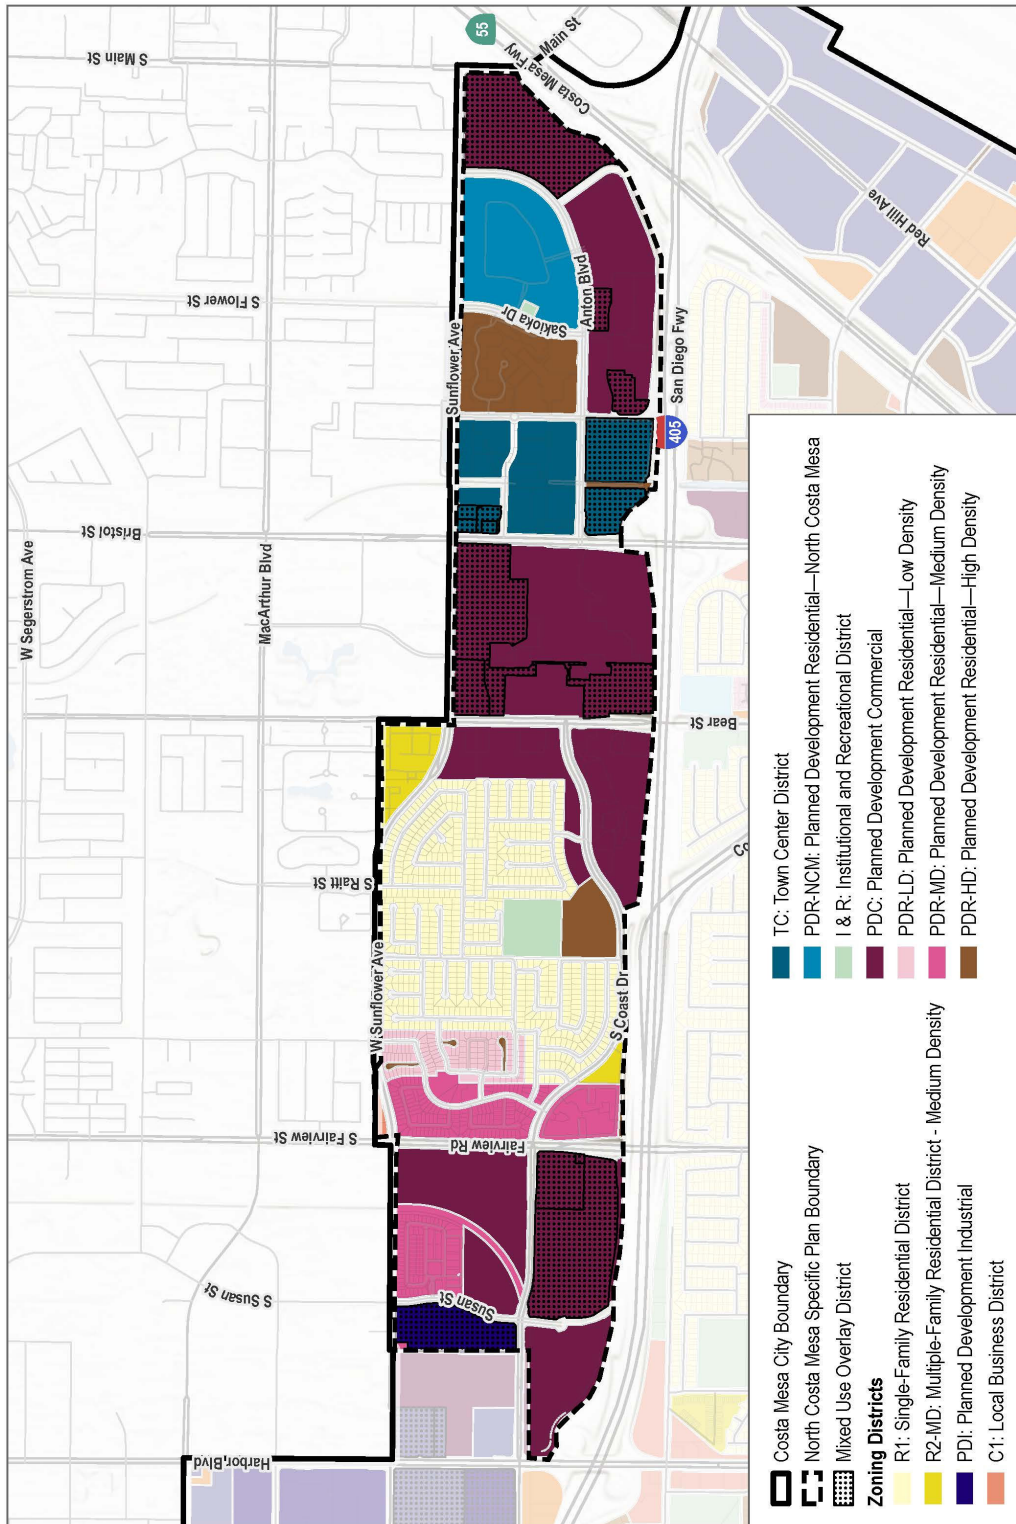 55
Main St
Costa Mesa Fwy
S Main St
Red Hill Ave
S Flower St
Sunflower Ave
Sakioka Dr
Anton Blvd
San Diego Fwy
405
W Segerstrom Ave
Bristol St
MacArthur Blvd
Bear St
S Raitt St
W Sunflower Ave
S Coast Dr
Co
S Fairview St
Fairview Rd
S Susan St
Susan St
Harbor Blvd
Costa Mesa City Boundary
North Costa Mesa Specific Plan Boundary
Mixed Use Overlay District
Zoning Districts
R1: Single-Family Residential District
R2-MD: Multiple-Family Residential District - Medium Density
PDI: Planned Development Industrial
C1: Local Business District
TC: Town Center District
PDR-NCM: Planned Development Residential—North Costa Mesa
I & R: Institutional and Recreational District
PDC: Planned Development Commercial
PDR-LD: Planned Development Residential—Low Density
PDR-MD: Planned Development Residential—Medium Density
PDR-HD: Planned Development Residential—High Density